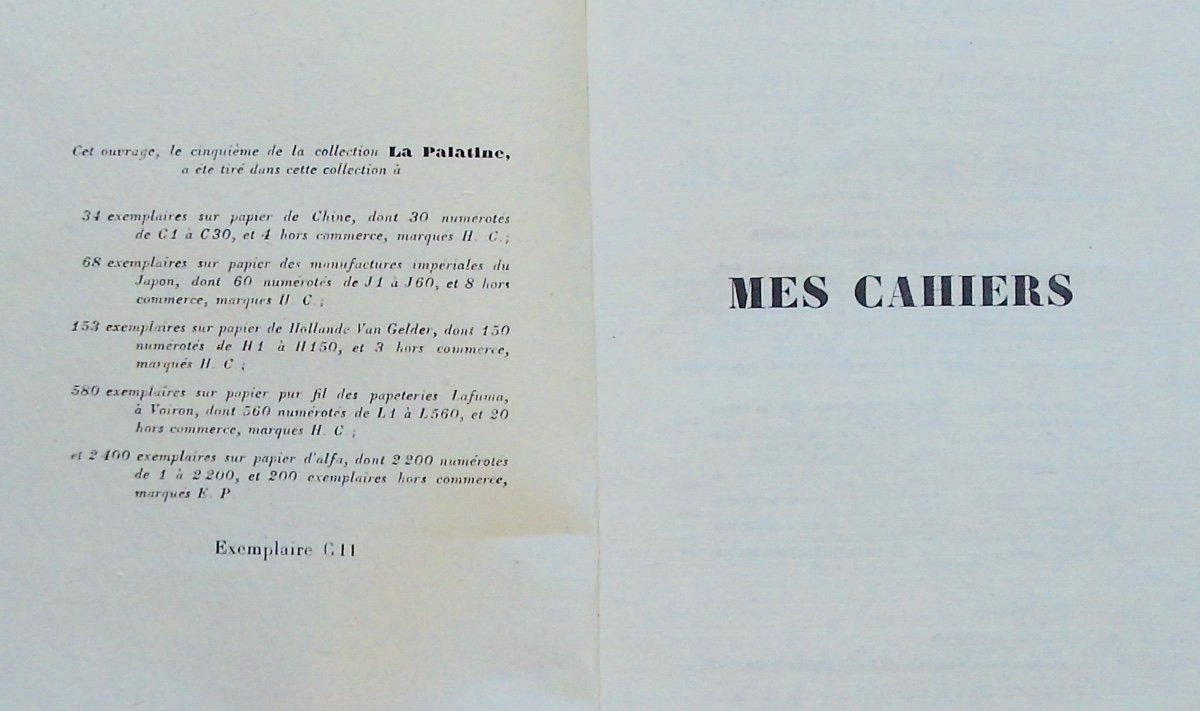 Cet ouvrage, le cinquième de la collection La Palatine,
a été tiré dans cette collection à
34 exemplaires sur papier de Chine, dont 30 numérotés
de C1 à C30, et 4 hors commerce, marqués H. C.;
68 exemplaires sur papier des manufactures impériales du
Japon, dont 60 numérotés de J1 à J60, et 8 hors
commerce, marqués H. C.;
153 exemplaires sur papier de Hollande Van Gelder, dont 150
numérotés de H1 à H150, et 3 hors commerce,
marqués H. C.;
580 exemplaires sur papier pur fil des papeteries Lafuma,
à Voiron, dont 560 numérotés de L1 à L560, et 20
hors commerce, marqués H. C.;
et 2 400 exemplaires sur papier d'alfa, dont 2 200 numérotés
de 1 à 2 200, et 200 exemplaires hors commerce,
marqués E. P.
Exemplaire C11
MES CAHIERS